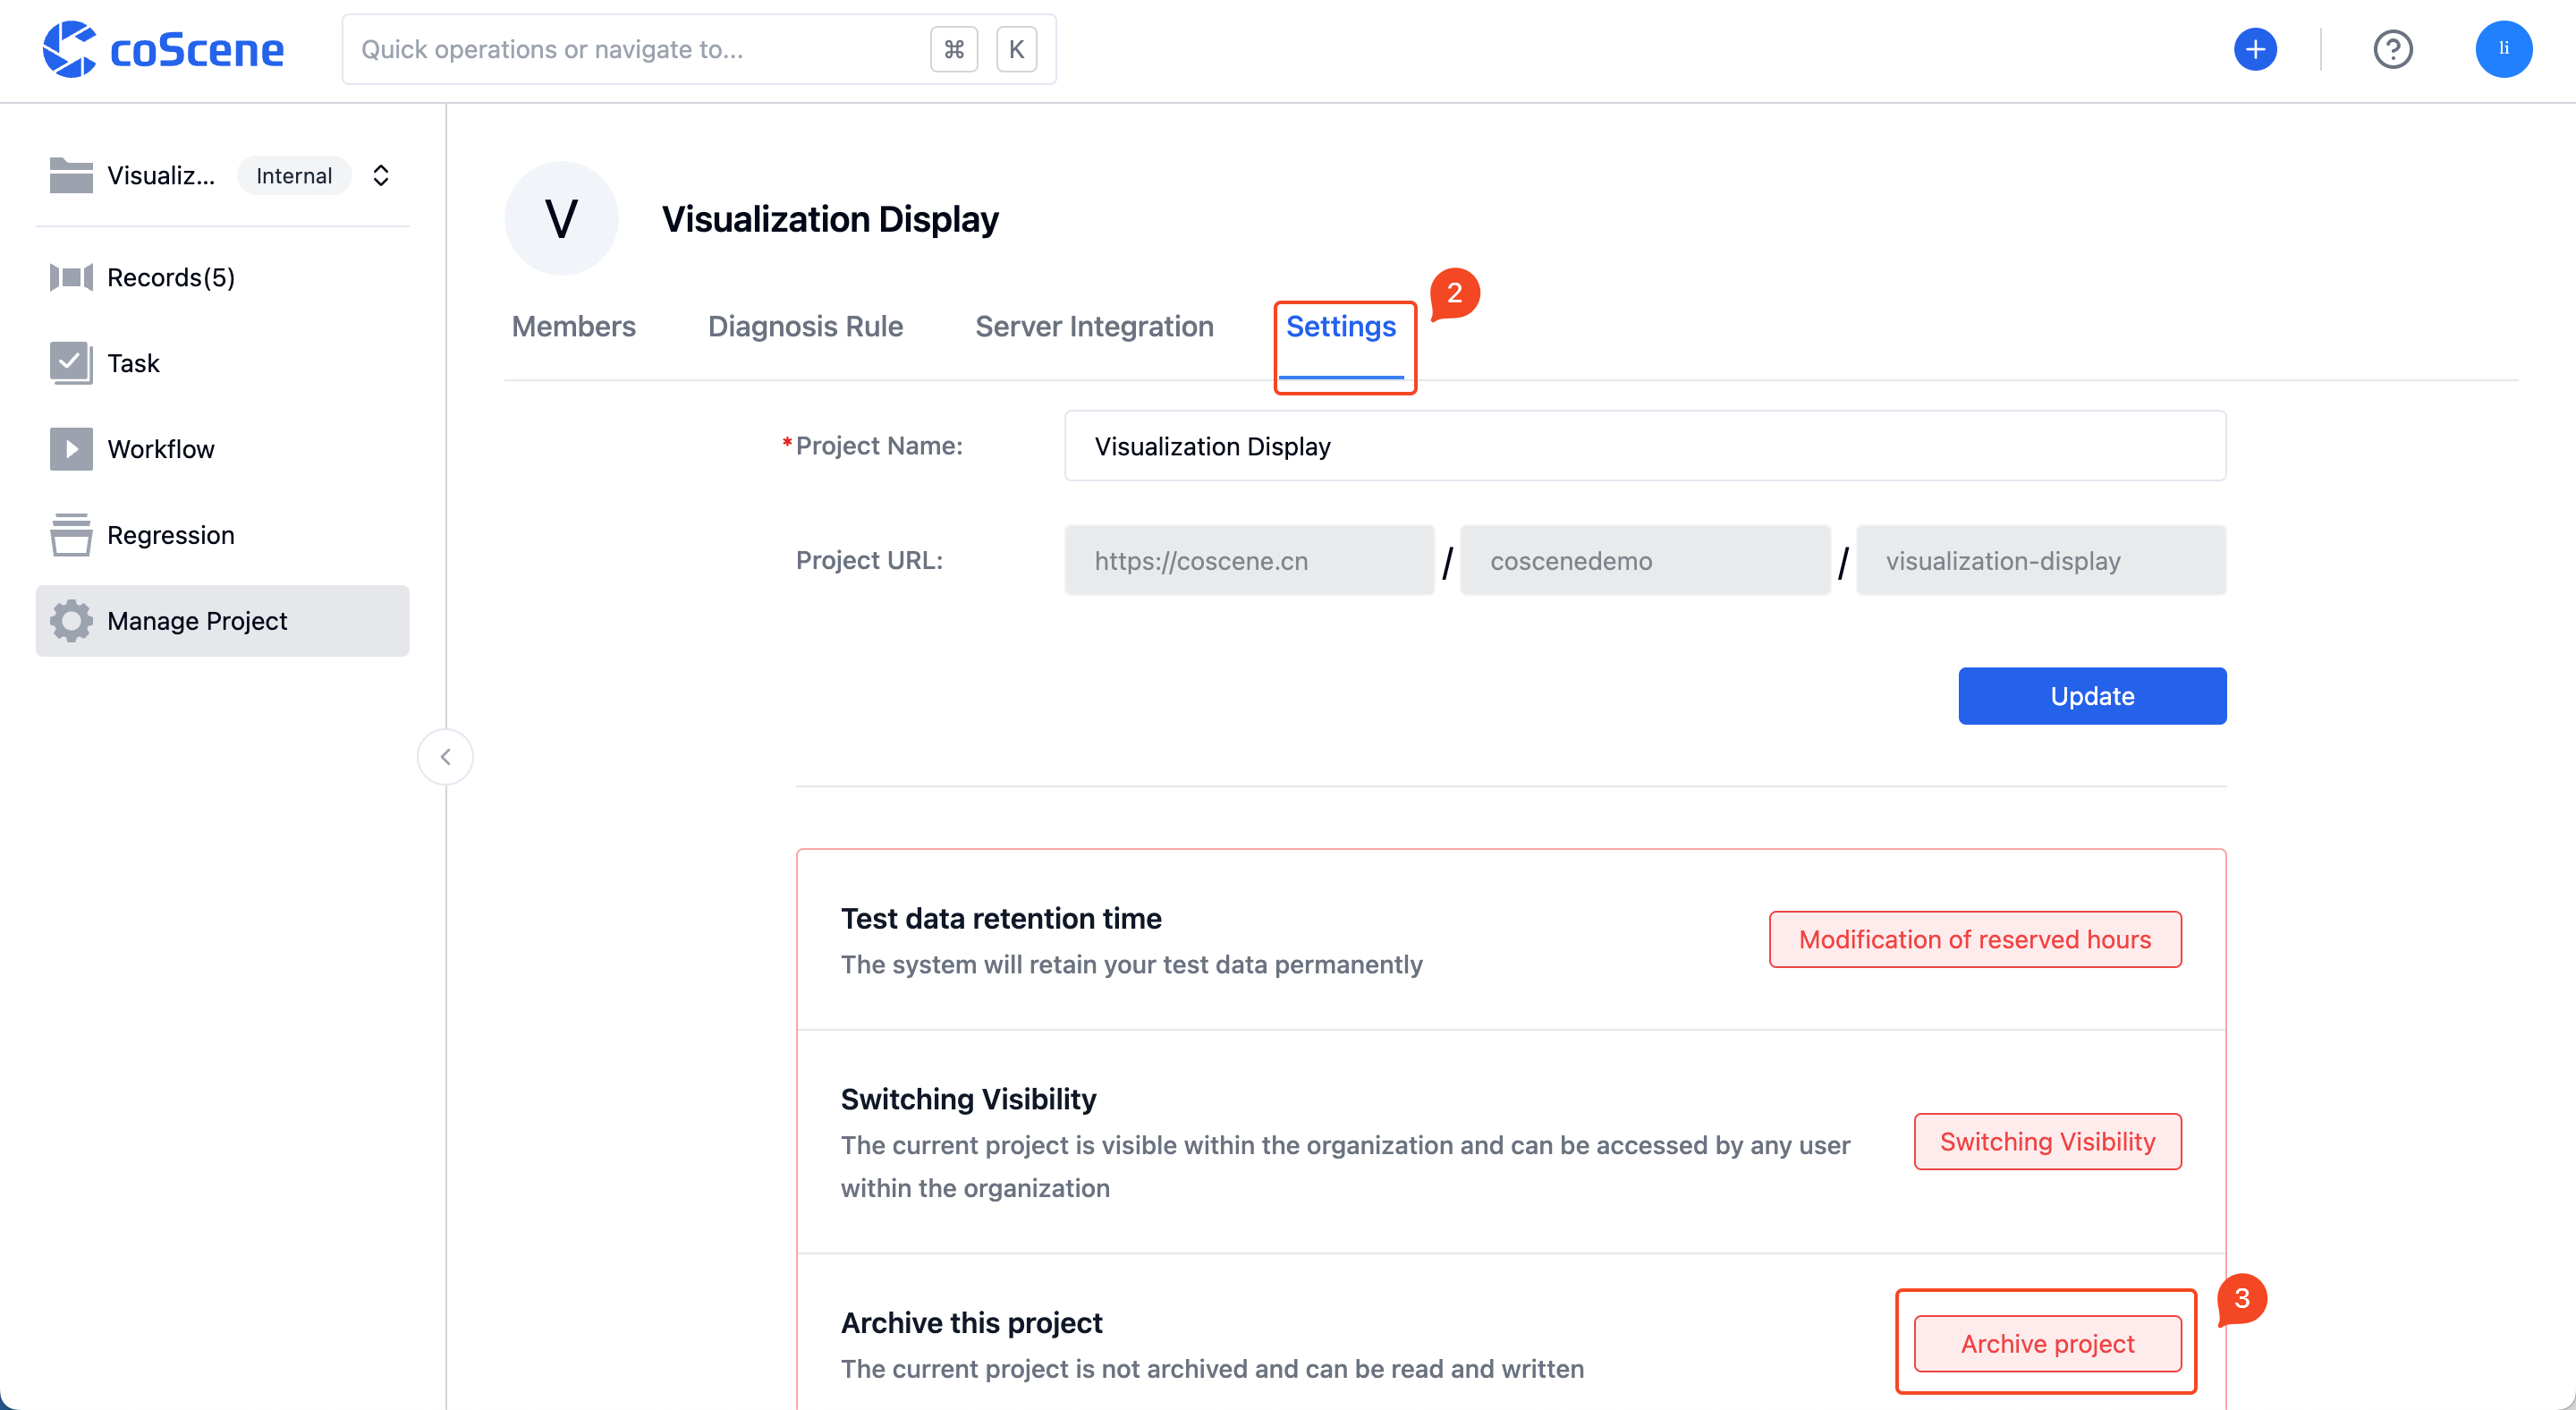 coScene
Quick operations or navigate to...
⌘ K
li
Visualiz... Internal
Records(5)
Task
Workflow
Regression
Manage Project
V
Visualization Display
2
Members Diagnosis Rule Server Integration Settings
*Project Name: Visualization Display
Project URL: https://coscene.cn / coscenedemo / visualization-display
Update
Test data retention time
The system will retain your test data permanently
Modification of reserved hours
Switching Visibility
The current project is visible within the organization and can be accessed by any user
within the organization
Switching Visibility
3
Archive this project
The current project is not archived and can be read and written
Archive project